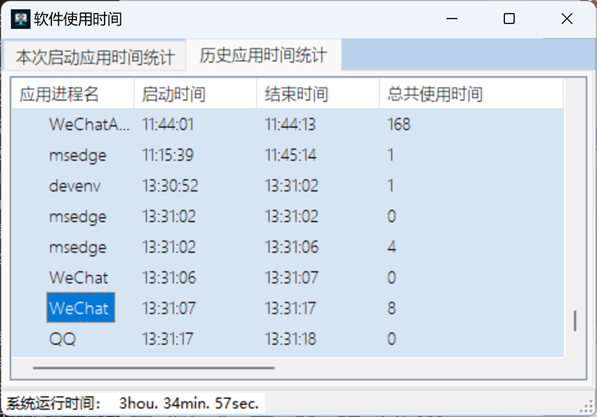 软件使用时间
本次启动应用时间统计 历史应用时间统计
应用进程名 启动时间 结束时间 总共使用时间
WeChatA... 11:44:01 11:44:13 168
msedge 11:15:39 11:45:14 1
devenv 13:30:52 13:31:02 1
msedge 13:31:02 13:31:02 0
msedge 13:31:02 13:31:06 4
WeChat 13:31:06 13:31:07 0
WeChat 13:31:07 13:31:17 8
QQ 13:31:17 13:31:18 0
系统运行时间： 3hou. 34min. 57sec.